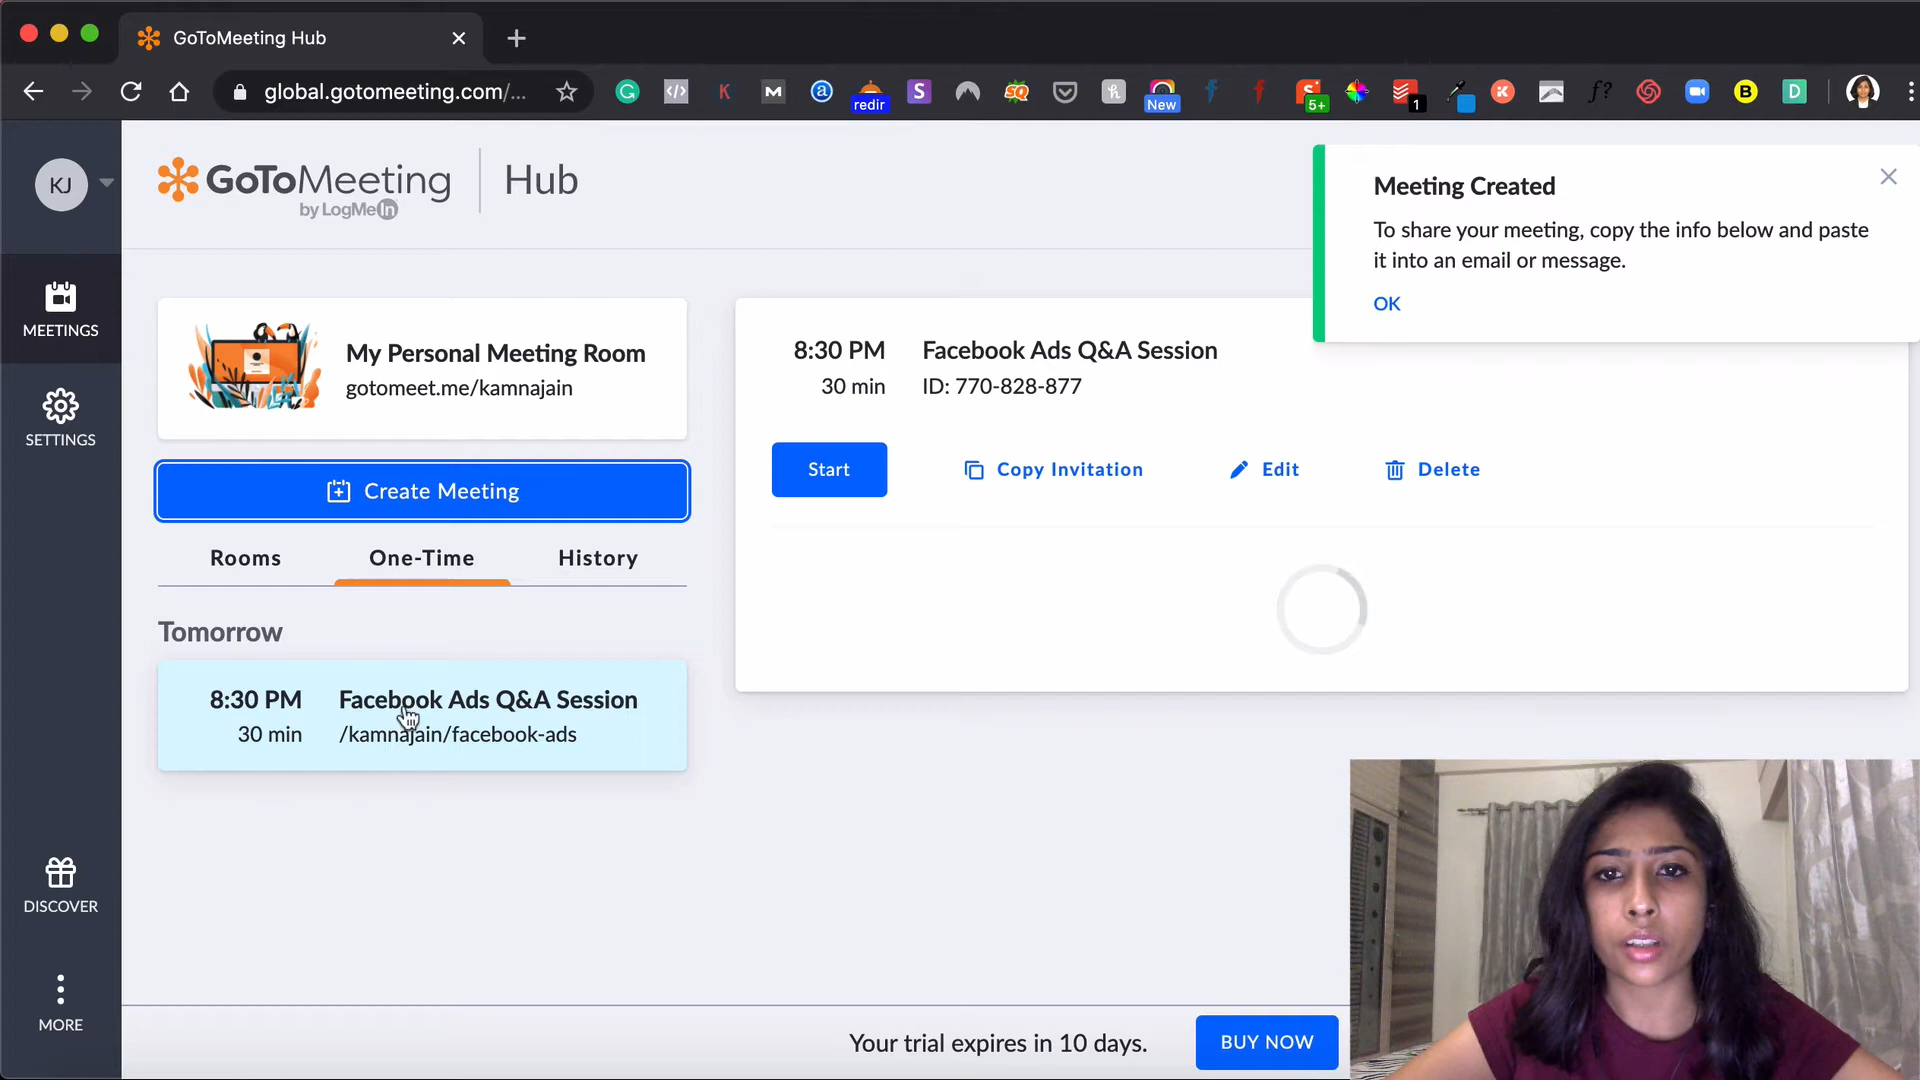 GoToMeeting Hub
global.gotomeeting.com/...
redir
S
New
5+
1
f?
B
D
KJ
GoToMeeting
by LogMeIn
Hub
Meeting Created
To share your meeting, copy the info below and paste
it into an email or message.
OK
MEETINGS
SETTINGS
DISCOVER
MORE
My Personal Meeting Room
gotomeet.me/kamnajain
Create Meeting
Rooms
One-Time
History
Tomorrow
8:30 PM
Facebook Ads Q&A Session
30 min
/kamnajain/facebook-ads
8:30 PM
Facebook Ads Q&A Session
30 min
ID: 770-828-877
Start
Copy Invitation
Edit
Delete
Your trial expires in 10 days.
BUY NOW